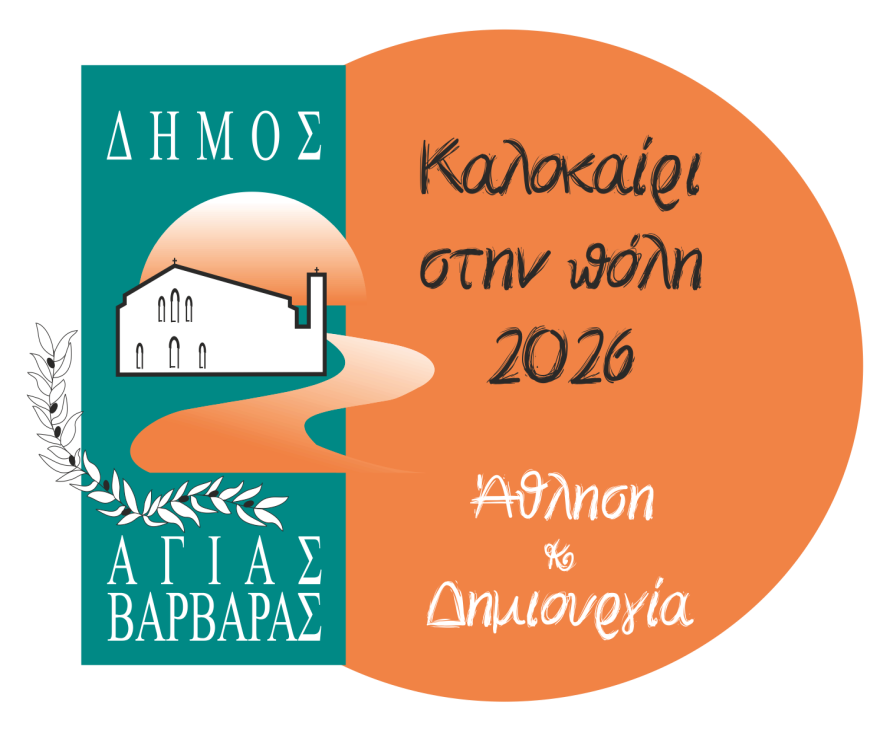 ΔΗΜΟΣ
ΑΓΙΑΣ
ΒΑΡΒΑΡΑΣ
Καλοκαίρι
στην πόλη
2026
Άθληση
&
Δημιουργία